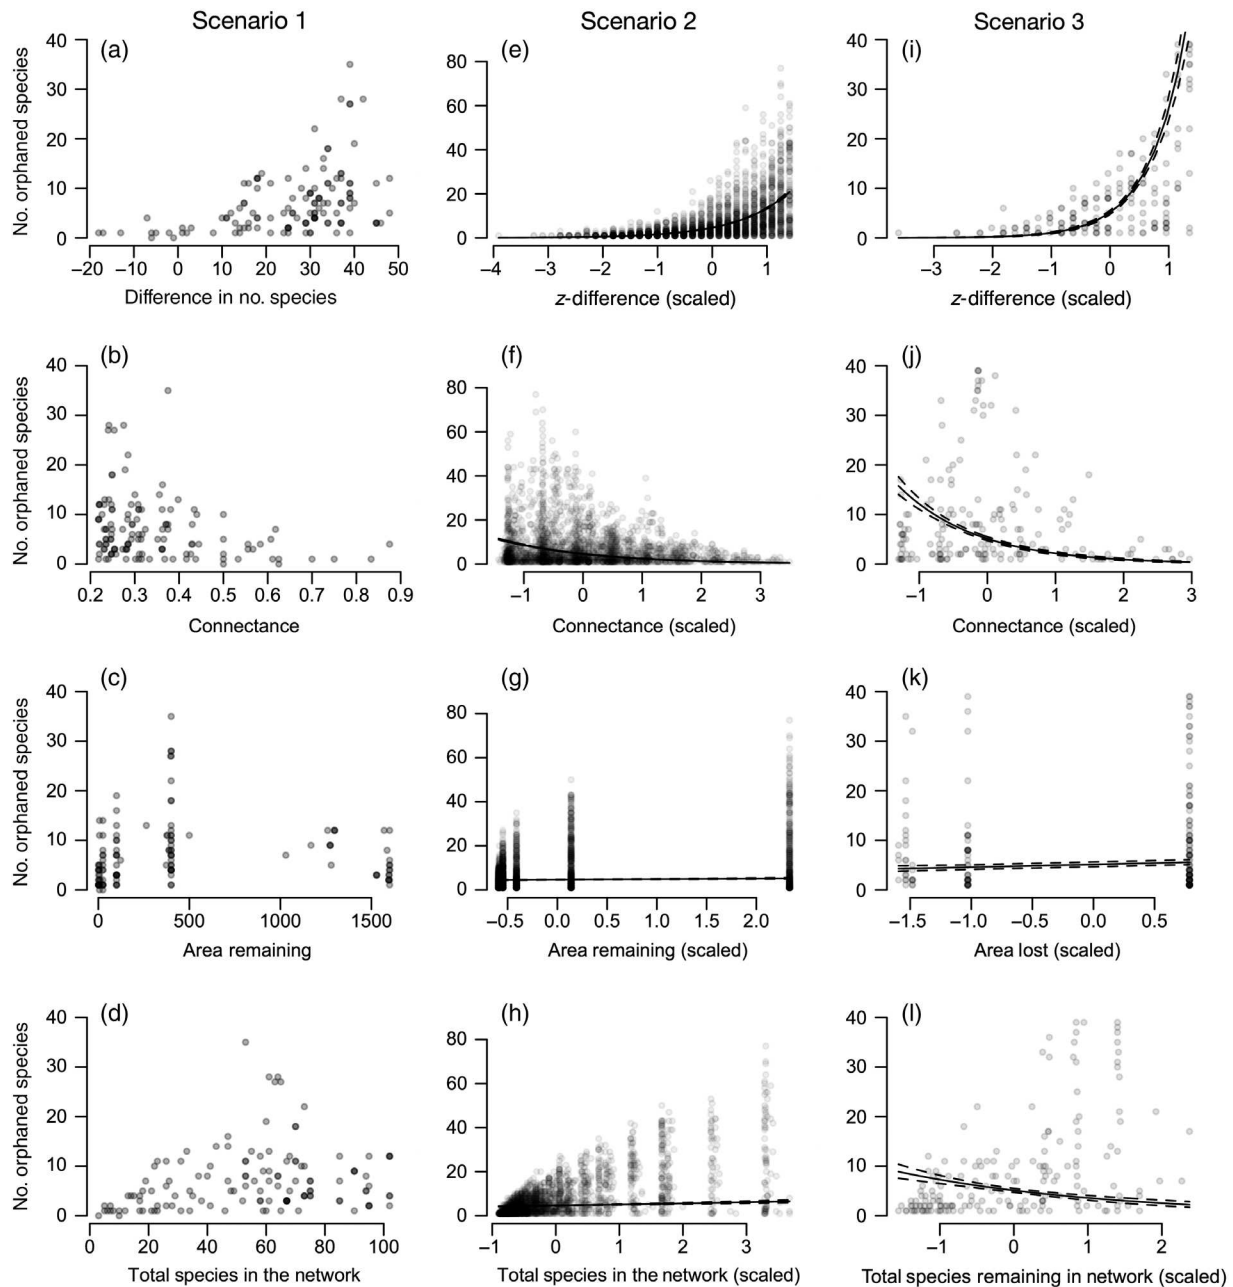 Scenario 1
Scenario 2
Scenario 3
(a)
No. orphaned species
40
30
20
10
0
−20 −10 0 10 20 30 40 50
Difference in no. species
(e)
80
60
40
20
0
−4 −3 −2 −1 0 1
z-difference (scaled)
(i)
40
30
20
10
0
−3 −2 −1 0 1
z-difference (scaled)
(b)
No. orphaned species
40
30
20
10
0
0.2 0.3 0.4 0.5 0.6 0.7 0.8 0.9
Connectance
(f)
80
60
40
20
0
−1 0 1 2 3
Connectance (scaled)
(j)
40
30
20
10
0
−1 0 1 2 3
Connectance (scaled)
(c)
No. orphaned species
40
30
20
10
0
0 500 1000 1500
Area remaining
(g)
80
60
40
20
0
−0.5 0.0 0.5 1.0 1.5 2.0
Area remaining (scaled)
(k)
40
30
20
10
0
−1.5 −1.0 −0.5 0.0 0.5
Area lost (scaled)
(d)
No. orphaned species
40
30
20
10
0
0 20 40 60 80 100
Total species in the network
(h)
80
60
40
20
0
−1 0 1 2 3
Total species in the network (scaled)
(l)
40
30
20
10
0
−1 0 1 2
Total species remaining in network (scaled)